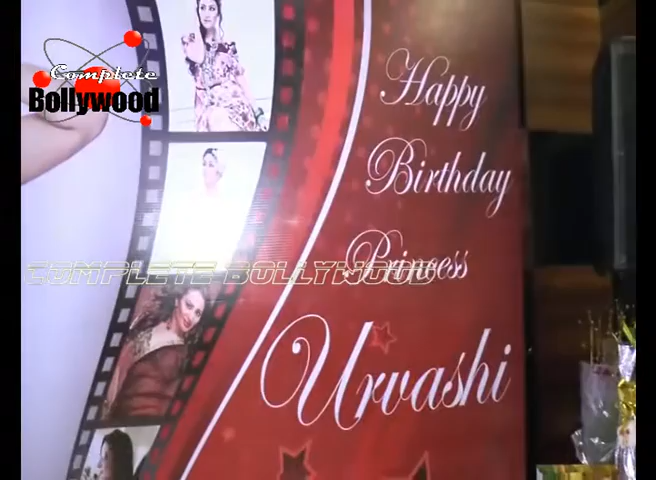 Complete
BollyWood
Happy
Birthday
COMPLETE BOLLYWOOD
Princess
Urvashi